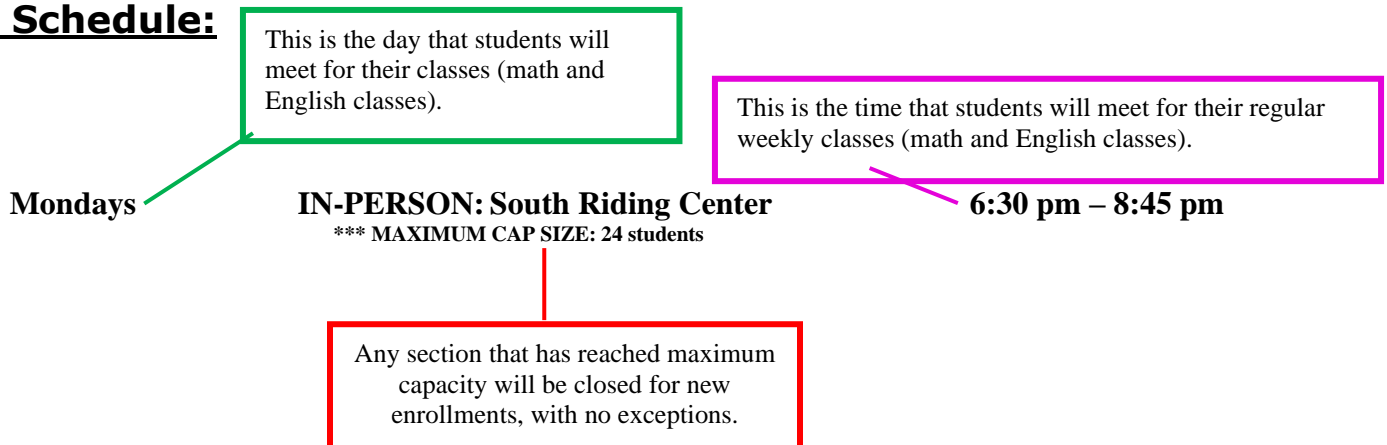 Schedule:
This is the day that students will
meet for their classes (math and
English classes).
This is the time that students will meet for their regular
weekly classes (math and English classes).
Mondays IN-PERSON: South Riding Center 6:30 pm – 8:45 pm
*** MAXIMUM CAP SIZE: 24 students
Any section that has reached maximum
capacity will be closed for new
enrollments, with no exceptions.